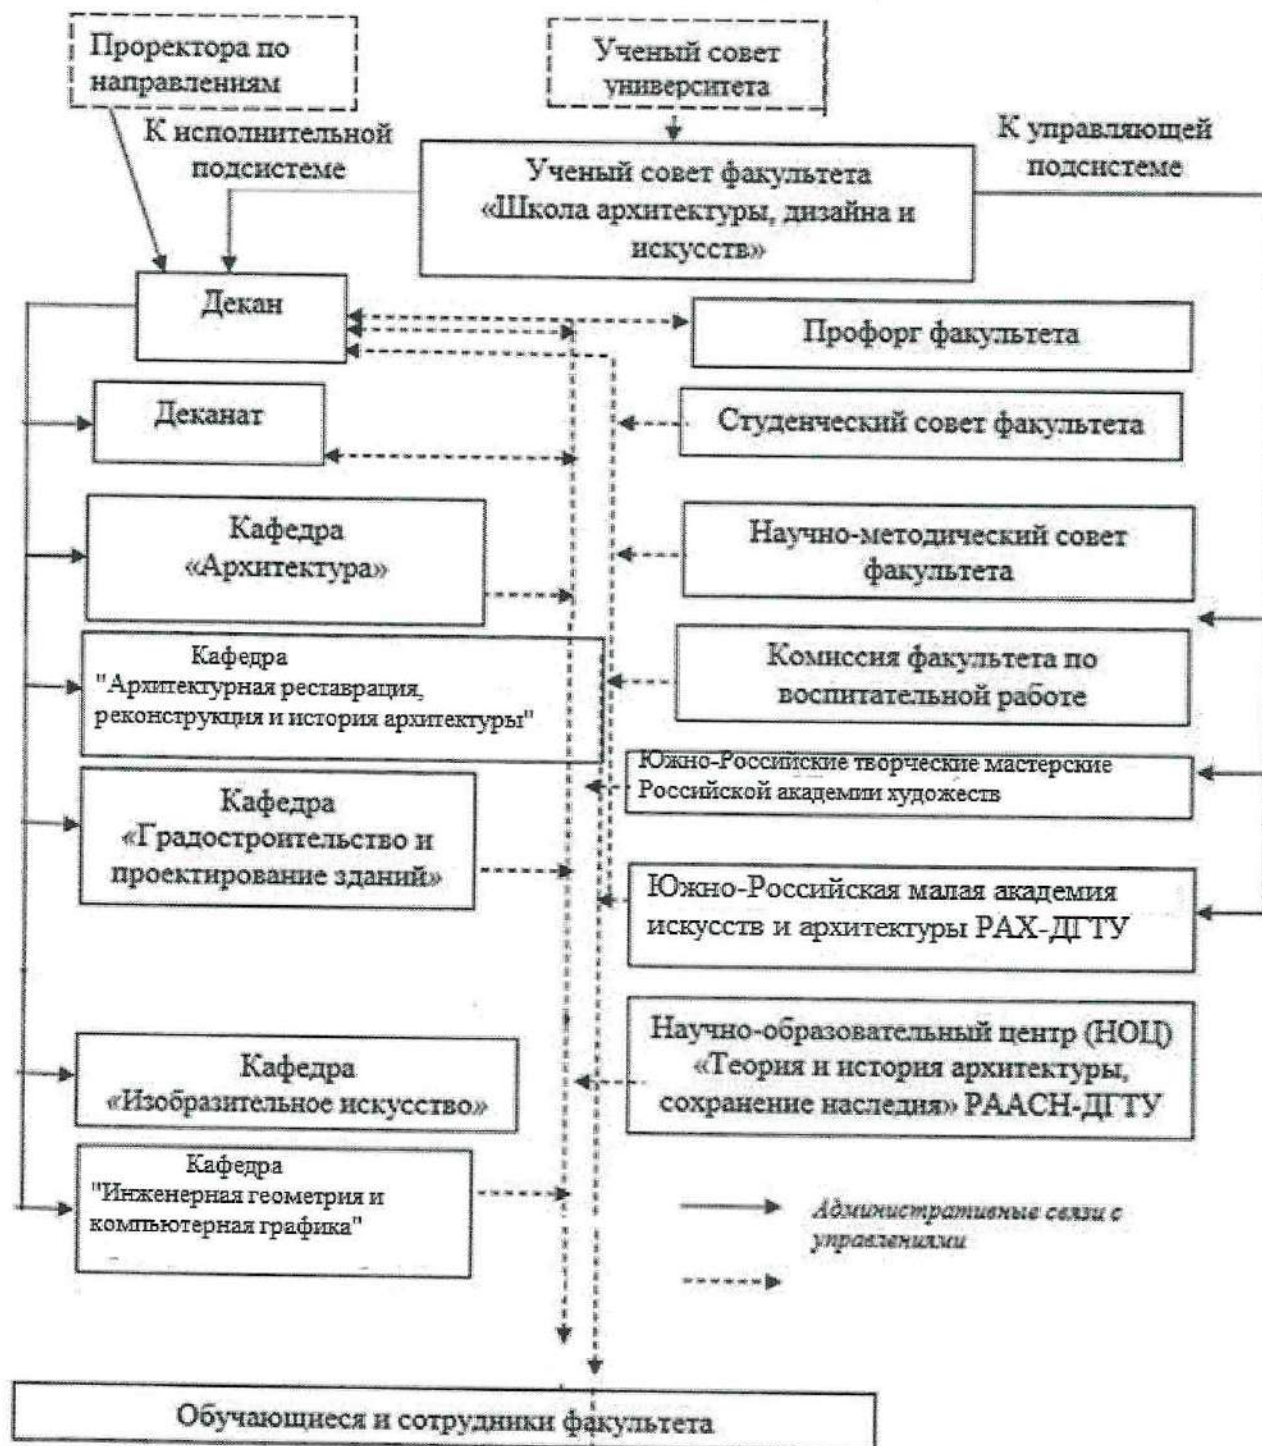 Проректора по
направлениям
Ученый совет
университета
К исполнительной
подсистеме
К управляющей
подсистеме
Ученый совет факультета
«Школа архитектуры, дизайна и
искусств»
Декан
Профорг факультета
Деканат
Студенческий совет факультета
Кафедра
«Архитектура»
Научно-методический совет
факультета
Кафедра
"Архитектурная реставрация,
реконструкция и история архитектуры"
Комиссия факультета по
воспитательной работе
Южно-Российские творческие мастерские
Российской академии художеств
Кафедра
«Градостроительство и
проектирование зданий»
Южно-Российская малая академия
искусств и архитектуры РАХ-ДГТУ
Научно-образовательный центр (НОЦ)
«Теория и история архитектуры,
сохранение наследия» РААСН-ДГТУ
Кафедра
«Изобразительное искусство»
Кафедра
"Инженерная геометрия и
компьютерная графика"
Административные связи с
управлениями
Обучающиеся и сотрудники факультета